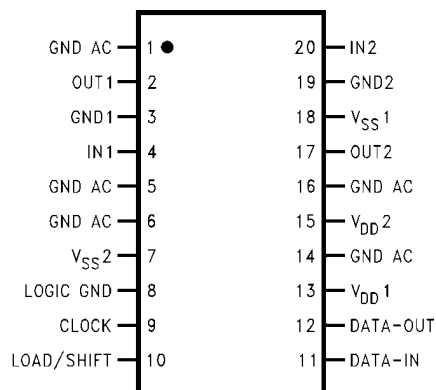 GND AC 1 20 IN2
OUT1 2 19 GND2
GND1 3 18 VSS1
IN1 4 17 OUT2
GND AC 5 16 GND AC
GND AC 6 15 VDD2
VSS2 7 14 GND AC
LOGIC GND 8 13 VDD1
CLOCK 9 12 DATA-OUT
LOAD/SHIFT 10 11 DATA-IN